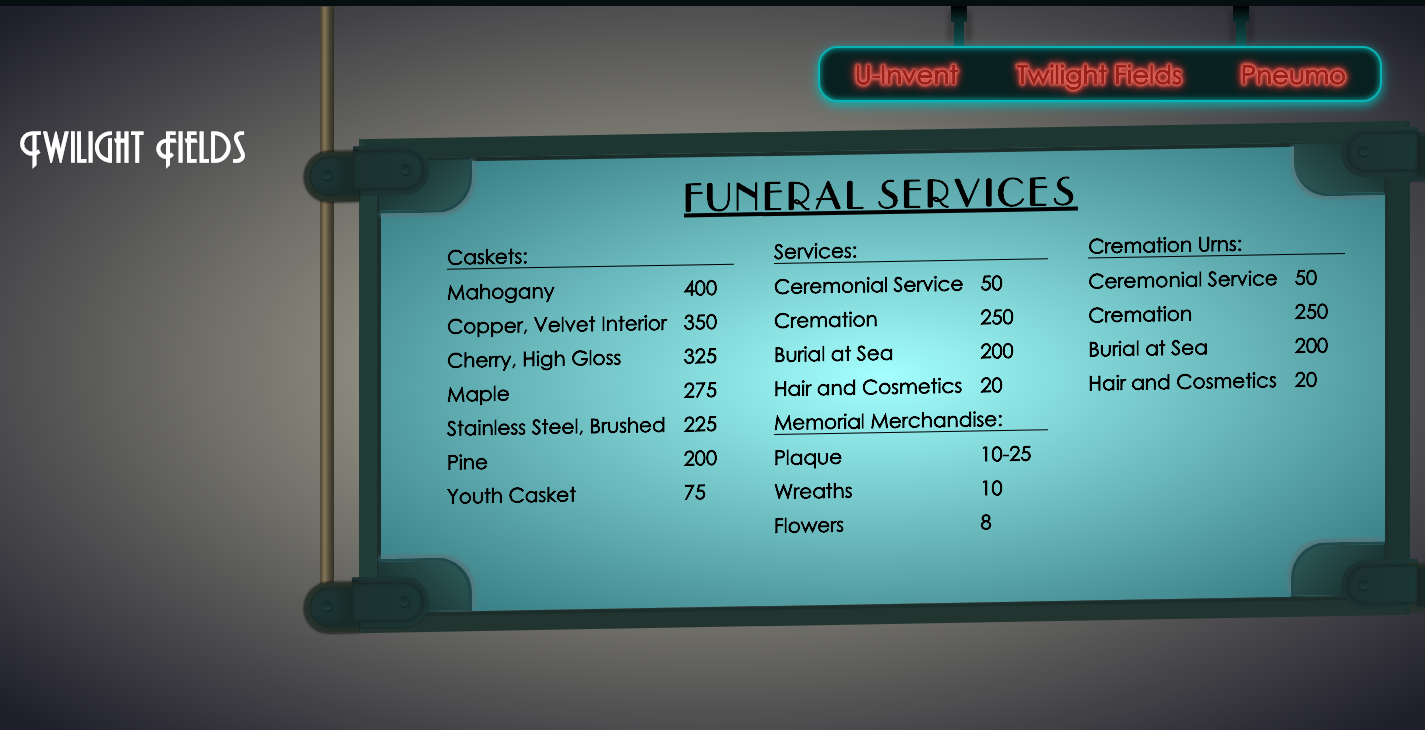 U-Invent Twilight Fields Pneumo
Twilight Fields
FUNERAL SERVICES
Caskets:
Mahogany 400
Copper, Velvet Interior 350
Cherry, High Gloss 325
Maple 275
Stainless Steel, Brushed 225
Pine 200
Youth Casket 75
Services:
Ceremonial Service 50
Cremation 250
Burial at Sea 200
Hair and Cosmetics 20
Memorial Merchandise:
Plaque 10-25
Wreaths 10
Flowers 8
Cremation Urns:
Ceremonial Service 50
Cremation 250
Burial at Sea 200
Hair and Cosmetics 20